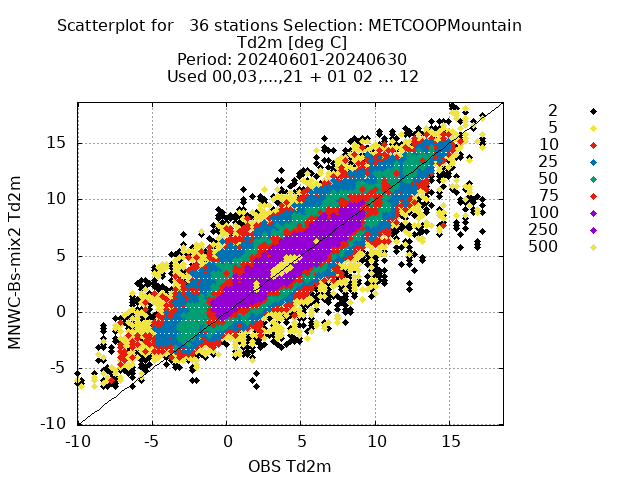 Scatterplot for   36 stations Selection: METCOOPMountain
Td2m [deg C]
Period: 20240601-20240630
Used 00,03,...,21 + 01 02 ... 12
2
5
10
25
50
75
100
250
500
MNWC-Bs-mix2 Td2m
15
10
5
0
-5
-10
-10 -5 0 5 10 15
OBS Td2m